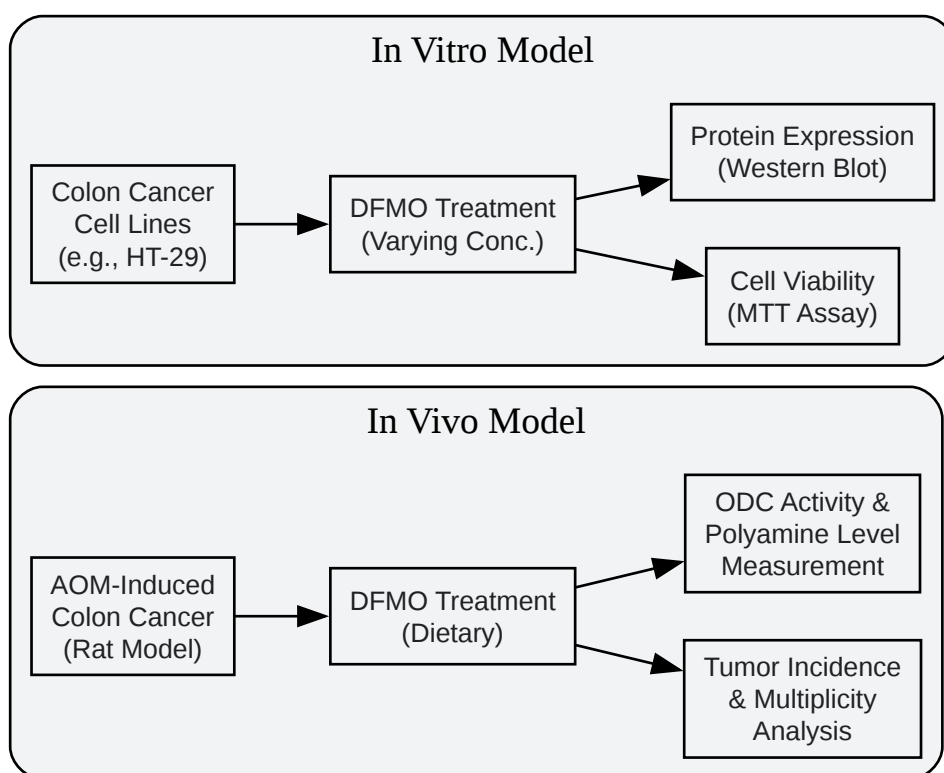 In Vitro Model
Colon Cancer
Cell Lines
(e.g., HT-29)
DFMO Treatment
(Varying Conc.)
Protein Expression
(Western Blot)
Cell Viability
(MTT Assay)
In Vivo Model
AOM-Induced
Colon Cancer
(Rat Model)
DFMO Treatment
(Dietary)
ODC Activity &
Polyamine Level
Measurement
Tumor Incidence
& Multiplicity
Analysis